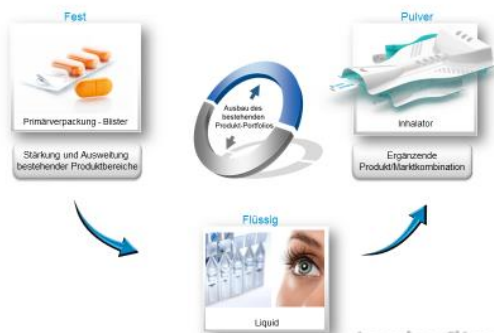 Fest
Primärverpackung - Blister
Stärkung und Ausweitung
bestehender Produktbereiche
Ausbau des
bestehenden
Produkt-Portfolios
Pulver
Inhalator
Ergänzende
Produkt/Marktkombination
Flüssig
Liquid